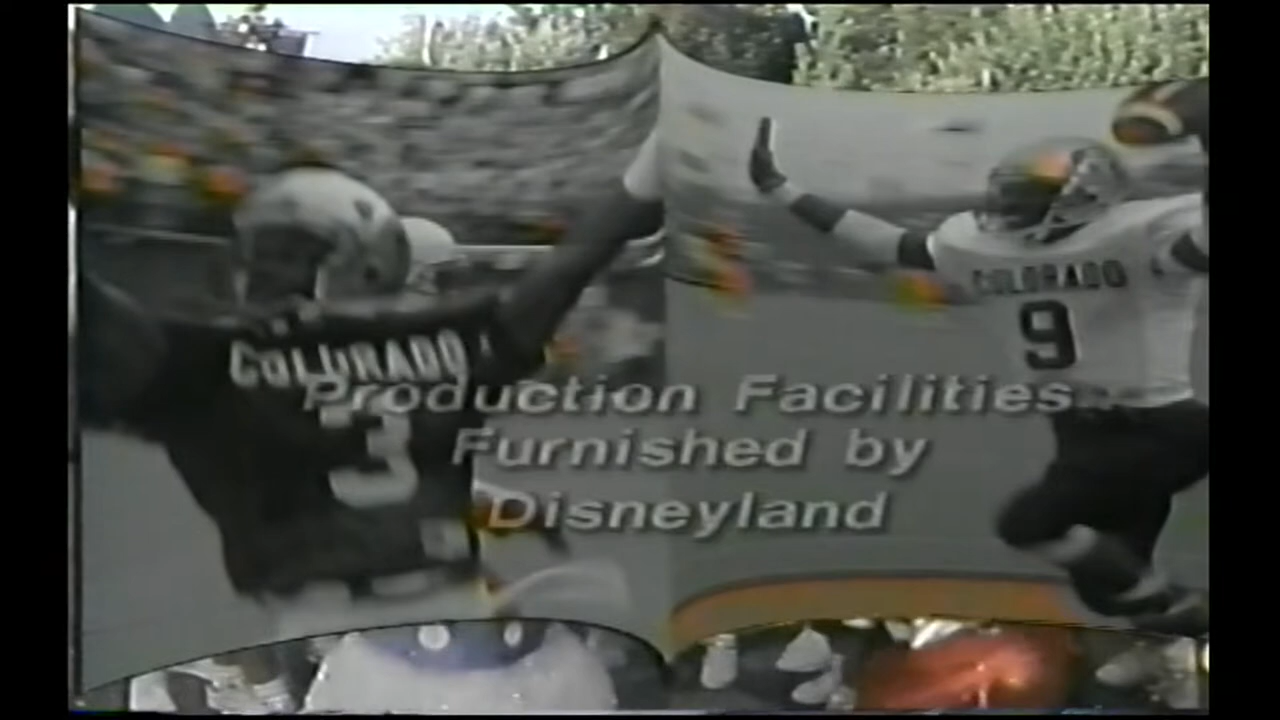 COLORADO
3
COLORADO
9
Production Facilities
Furnished by
Disneyland